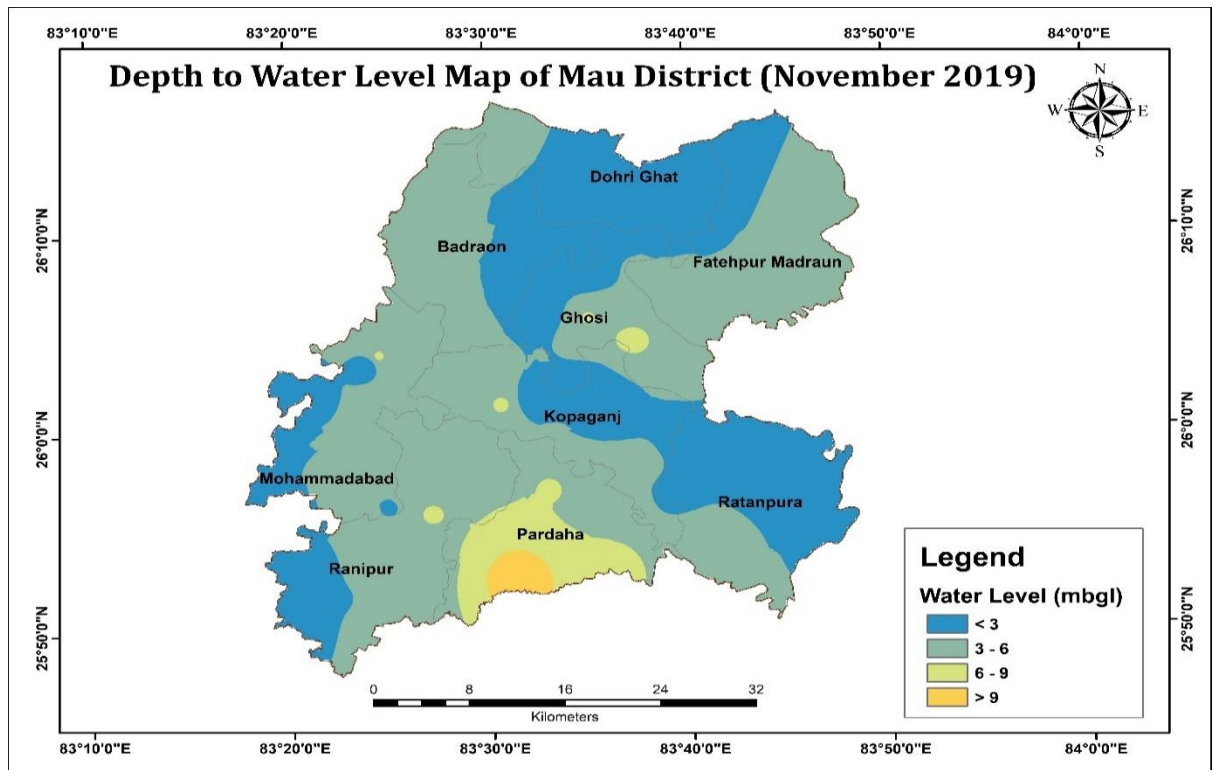 83°10'0"E 83°20'0"E 83°30'0"E 83°40'0"E 83°50'0"E 84°0'0"E
Depth to Water Level Map of Mau District (November 2019)
N
W E
S
Dohri Ghat
26°10'0"N
26°10'0"N
Badraon
Fatehpur Madraun
Ghosi
Kopaganj
26°0'0"N
26°0'0"N
Mohammadabad
Ratanpura
Pardaha
Ranipur
25°50'0"N
25°50'0"N
Legend
Water Level (mbgl)
< 3
3 - 6
6 - 9
> 9
0 8 16 24 32
Kilometers
83°10'0"E 83°20'0"E 83°30'0"E 83°40'0"E 83°50'0"E 84°0'0"E